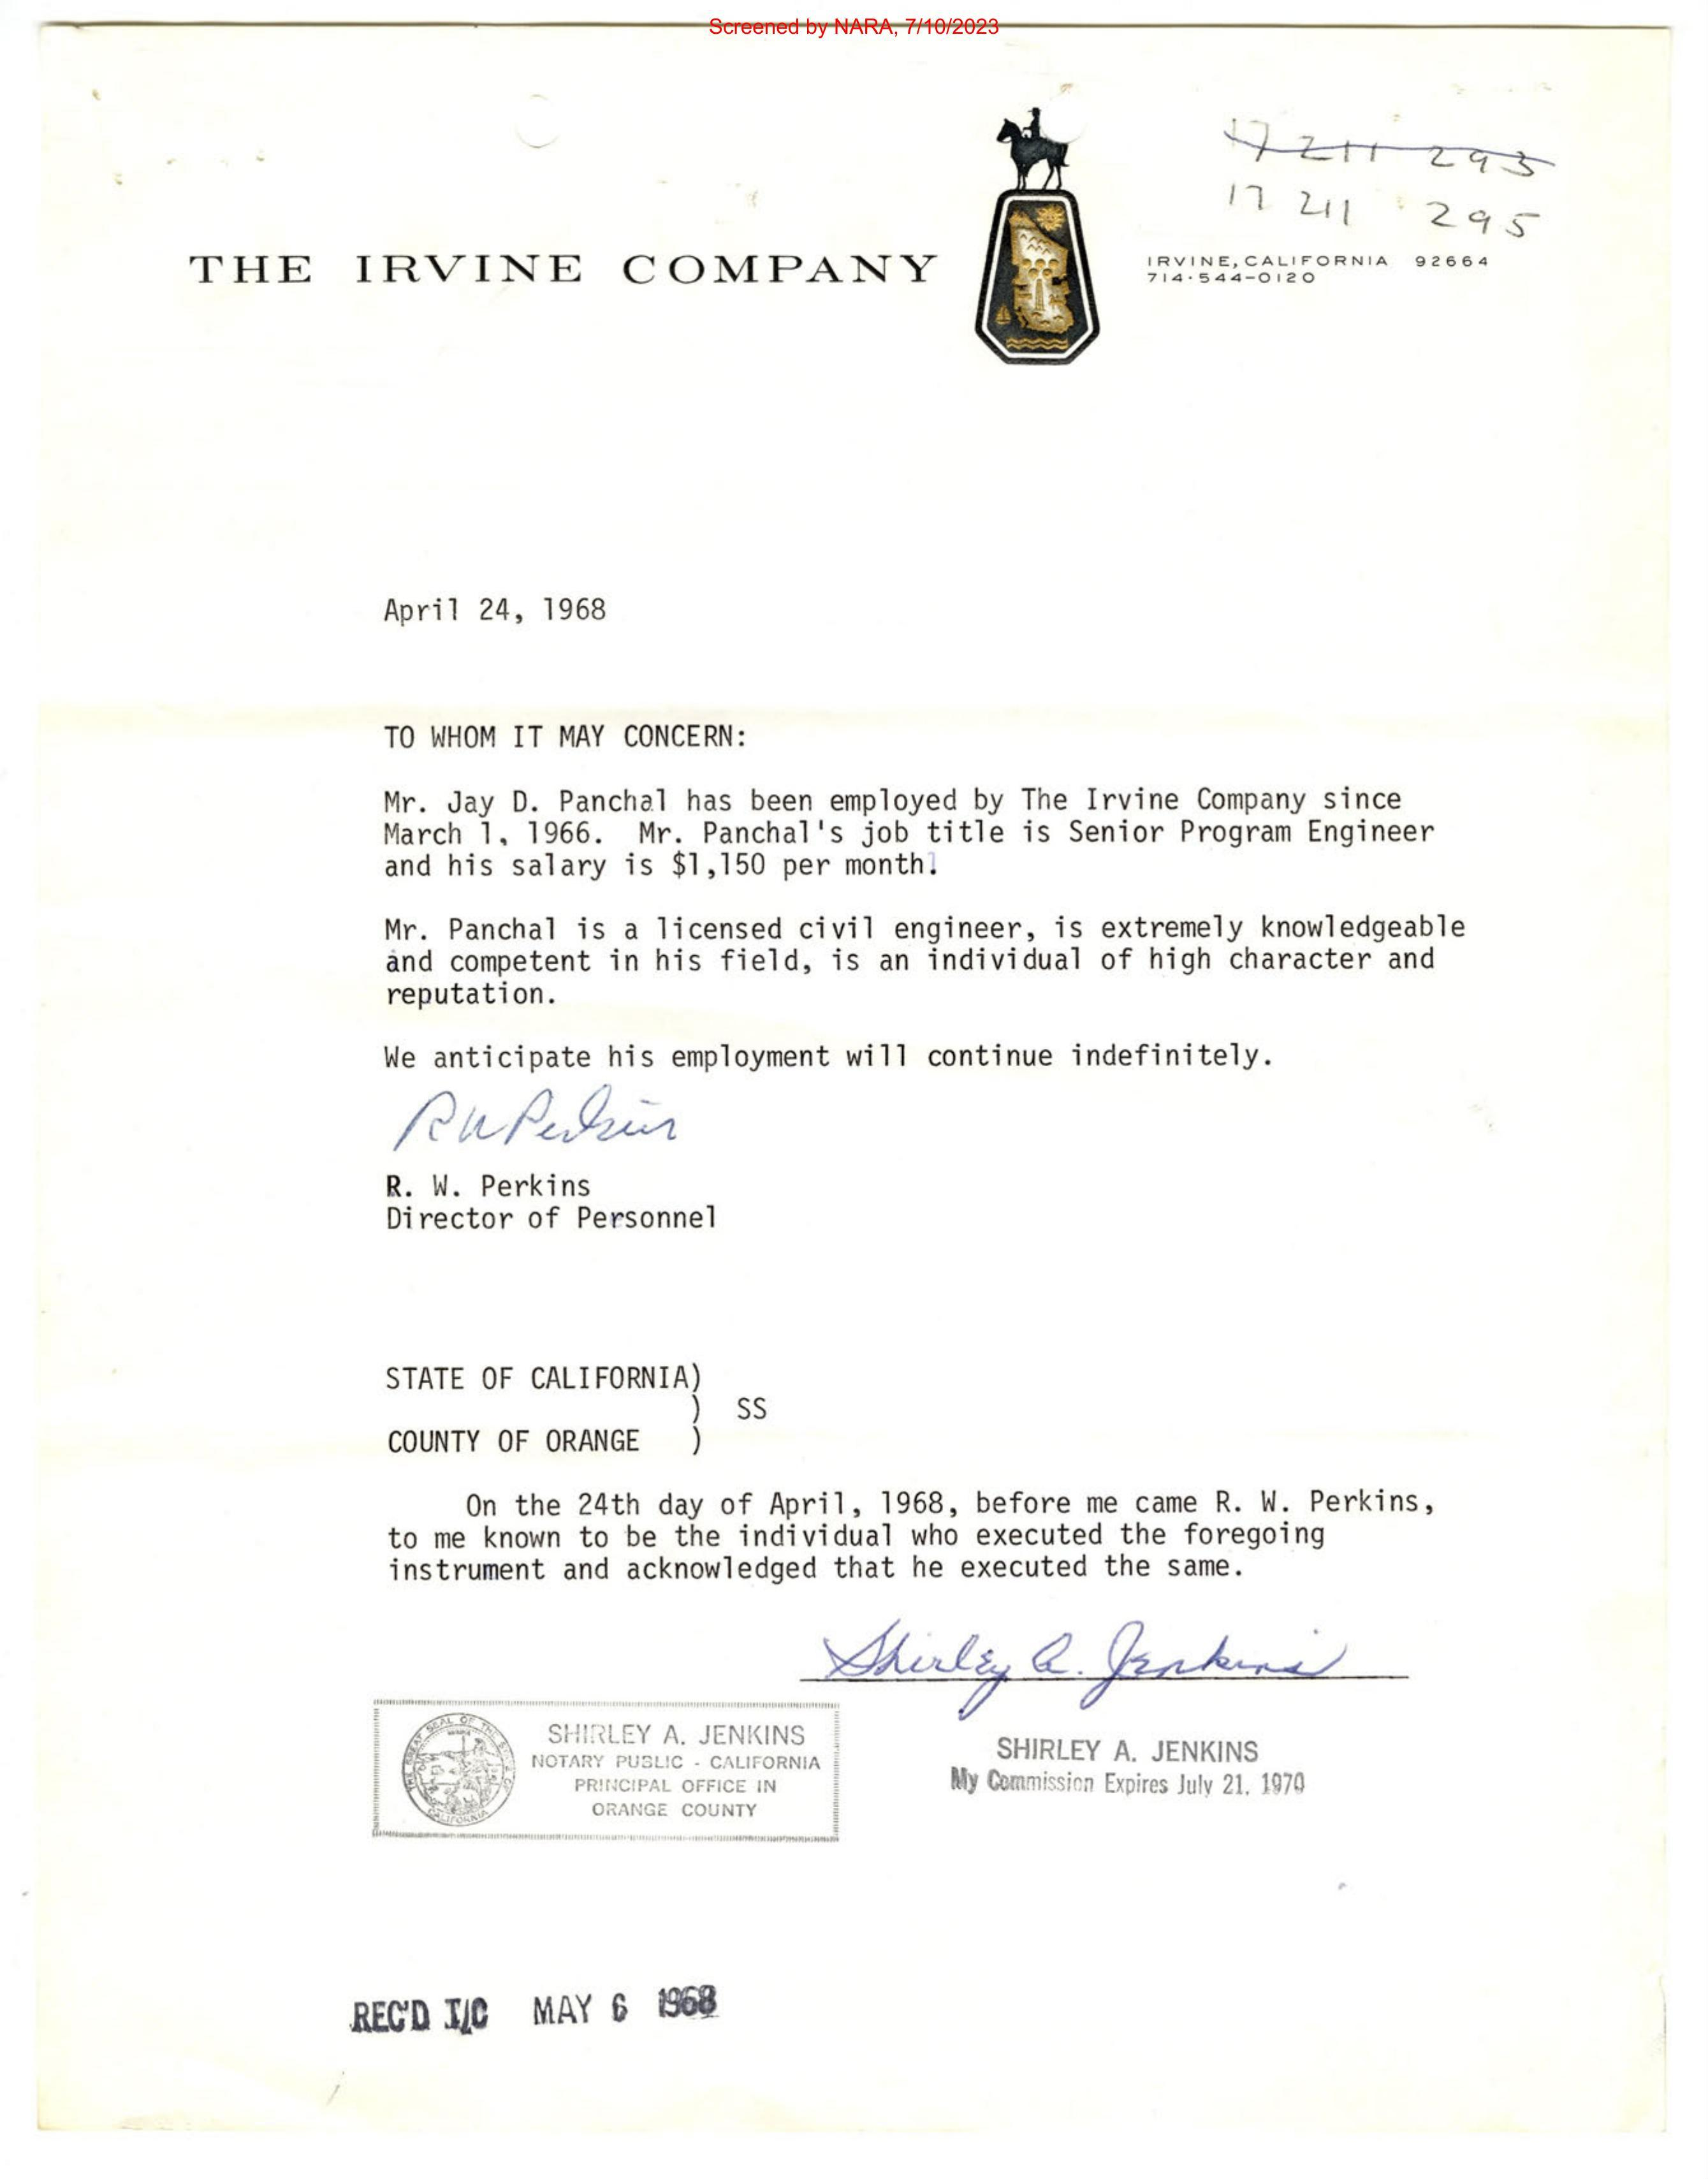 Screened by NARA, 7/10/2023
17 211 293
17 211 295
THE IRVINE COMPANY
IRVINE, CALIFORNIA 92664
714·544-0120
April 24, 1968
TO WHOM IT MAY CONCERN:
Mr. Jay D. Panchal has been employed by The Irvine Company since
March 1, 1966. Mr. Panchal's job title is Senior Program Engineer
and his salary is $1,150 per month.
Mr. Panchal is a licensed civil engineer, is extremely knowledgeable
and competent in his field, is an individual of high character and
reputation.
We anticipate his employment will continue indefinitely.
R W Perkins
R. W. Perkins
Director of Personnel
STATE OF CALIFORNIA)
) SS
COUNTY OF ORANGE )
On the 24th day of April, 1968, before me came R. W. Perkins,
to me known to be the individual who executed the foregoing
instrument and acknowledged that he executed the same.
Shirley A. Jenkins
SHIRLEY A. JENKINS
NOTARY PUBLIC - CALIFORNIA
PRINCIPAL OFFICE IN
ORANGE COUNTY
THE GREAT SEAL OF THE STATE OF
CALIFORNIA
SHIRLEY A. JENKINS
My Commission Expires July 21, 1970
REC'D I/C MAY 6 1968